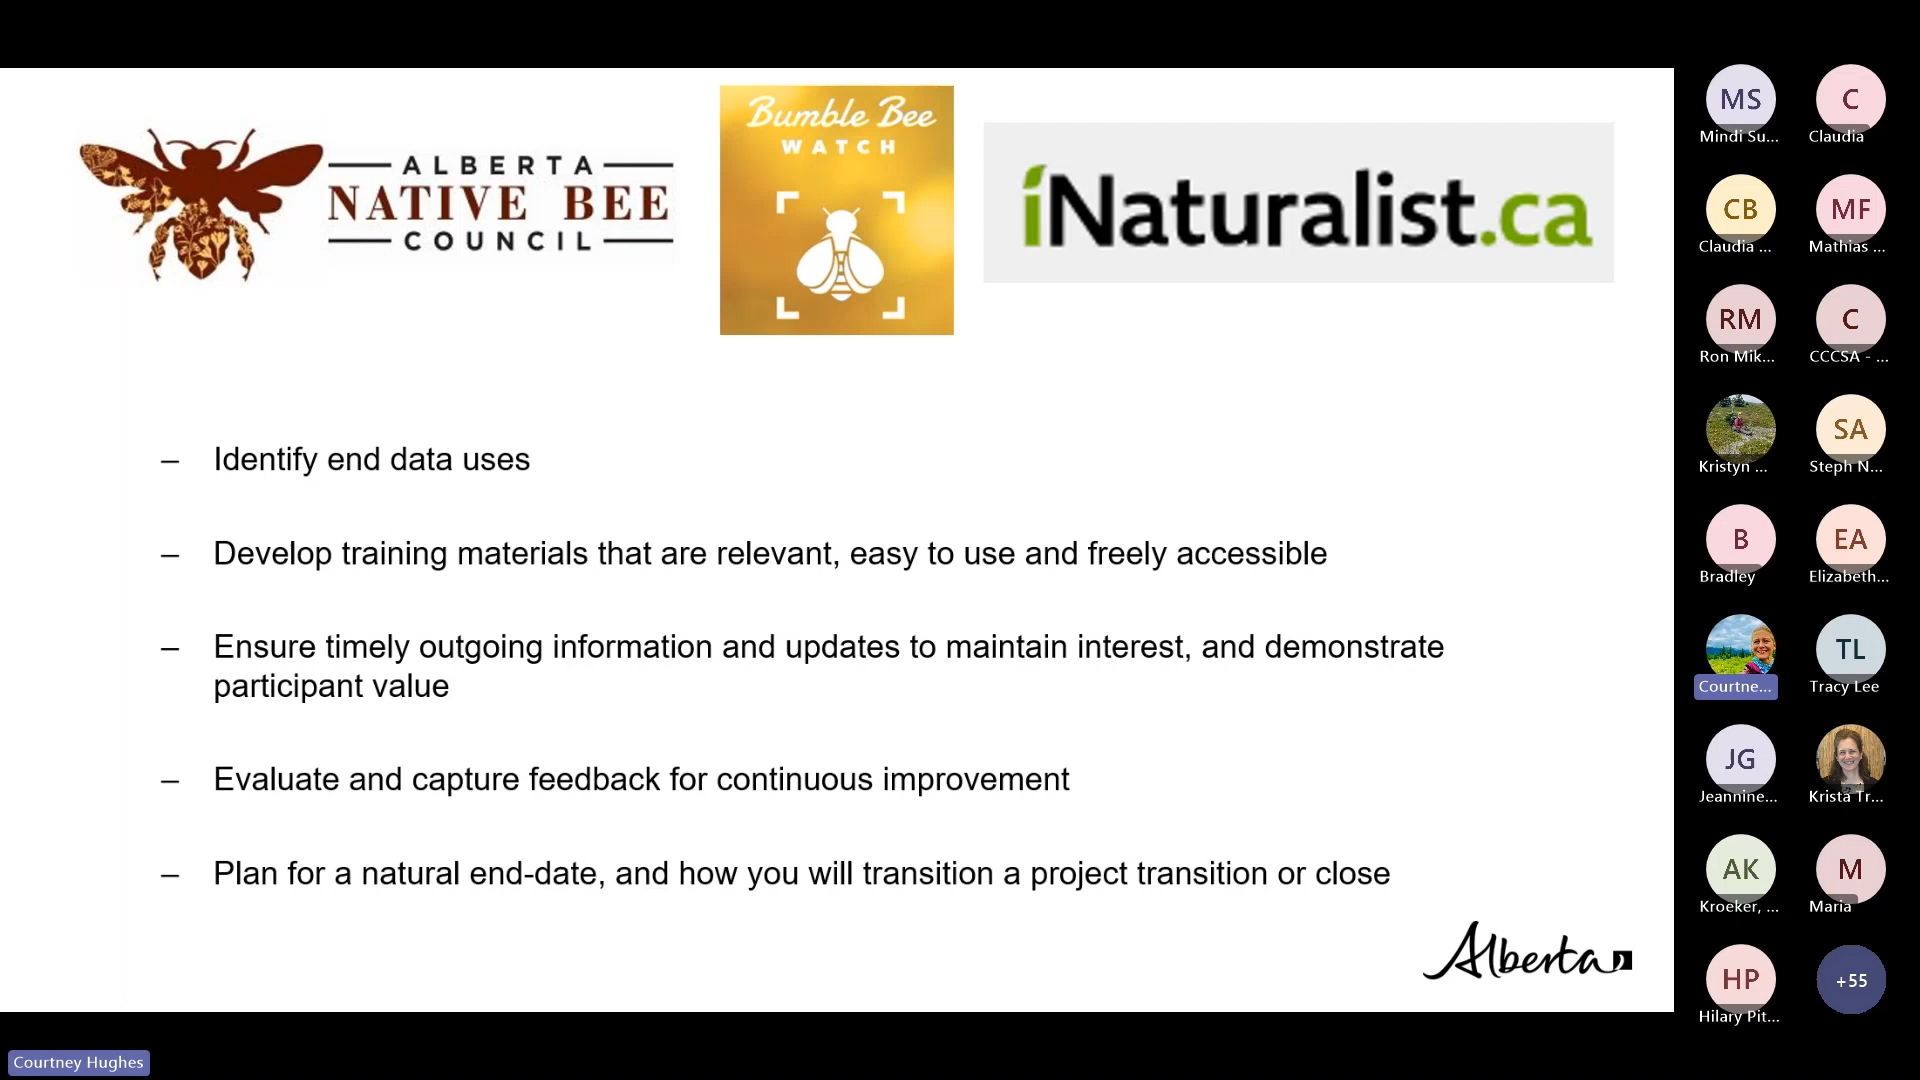 ALBERTA
NATIVE BEE
COUNCIL
Bumble Bee
WATCH
iNaturalist.ca
– Identify end data uses
– Develop training materials that are relevant, easy to use and freely accessible
– Ensure timely outgoing information and updates to maintain interest, and demonstrate
participant value
– Evaluate and capture feedback for continuous improvement
– Plan for a natural end-date, and how you will transition a project transition or close
Alberta
MS
C
Mindi Su...
Claudia
CB
MF
Claudia ...
Mathias ...
RM
C
Ron Mik...
CCCSA - ...
SA
Kristyn ...
Steph N...
B
EA
Bradley
Elizabeth...
TL
Courtne...
Tracy Lee
JG
Jeannine...
Krista Tr...
AK
M
Kroeker, ...
Maria
HP
+55
Hilary Pit...
Courtney Hughes